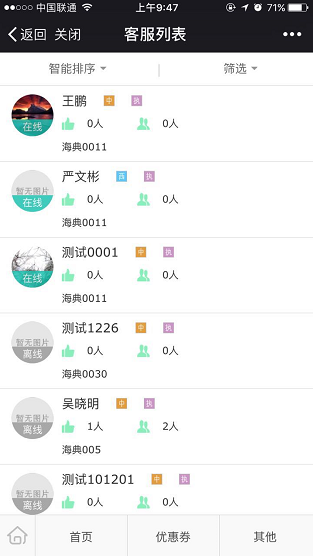 中国联通 上午9:47 71%
返回 关闭 客服列表
智能排序 筛选
王鹏 中 执
在线
0人 0人
海典0011
严文彬 西 执
暂无图片
在线
0人 0人
海典0011
测试0001 中 执
在线
0人 0人
海典0011
测试1226 中 执
暂无图片
离线
0人 0人
海典0030
吴晓明 中 执
暂无图片
离线
1人 2人
海典005
测试101201 中 执
暂无图片
离线
0人 0人
首页 优惠券 其他